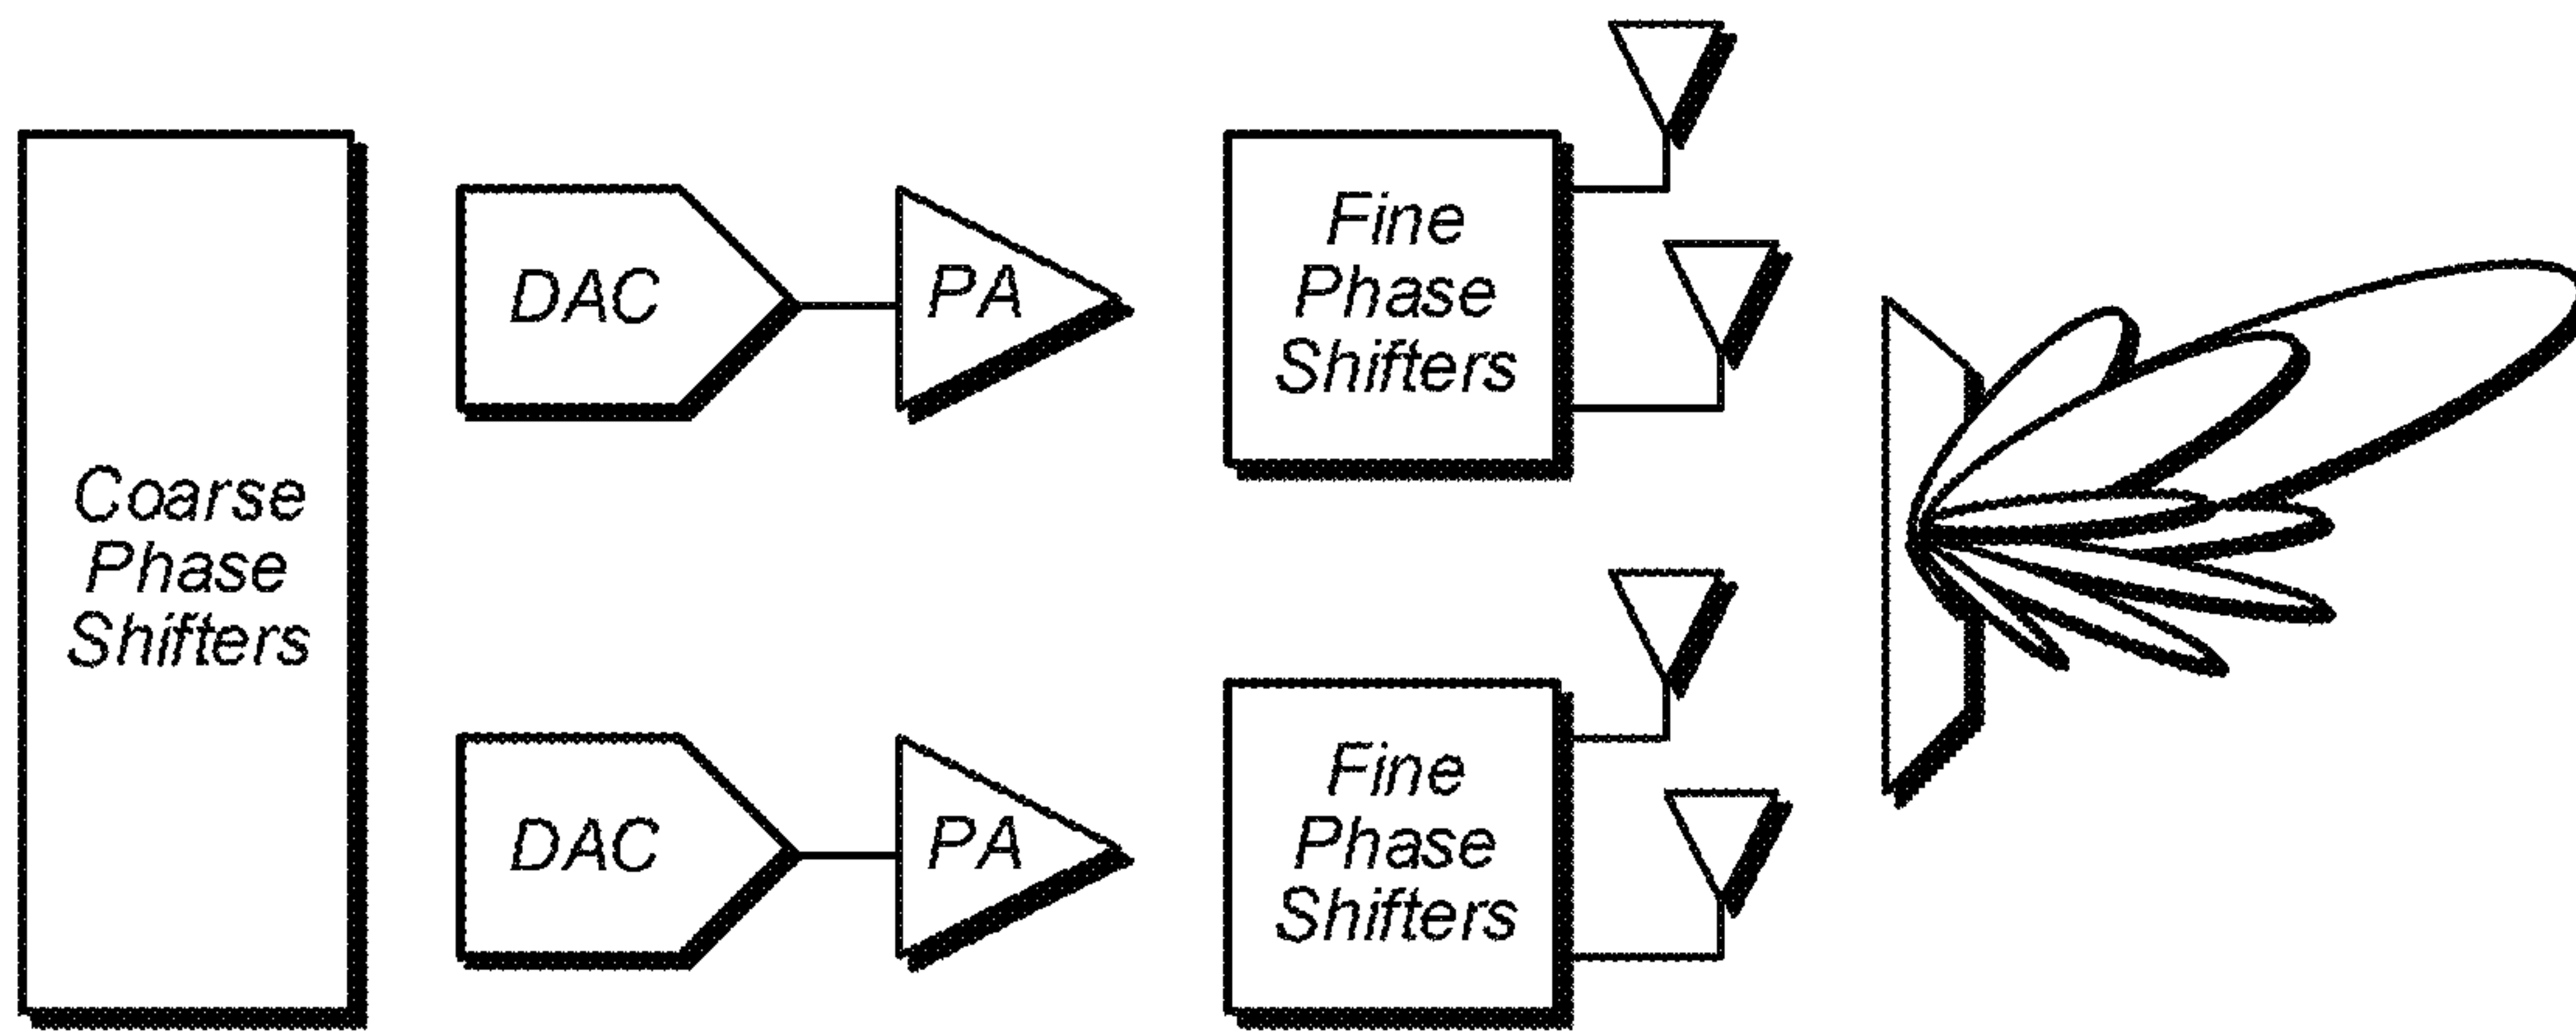 Coarse
Phase
Shifters
DAC
PA
Fine
Phase
Shifters
DAC
PA
Fine
Phase
Shifters